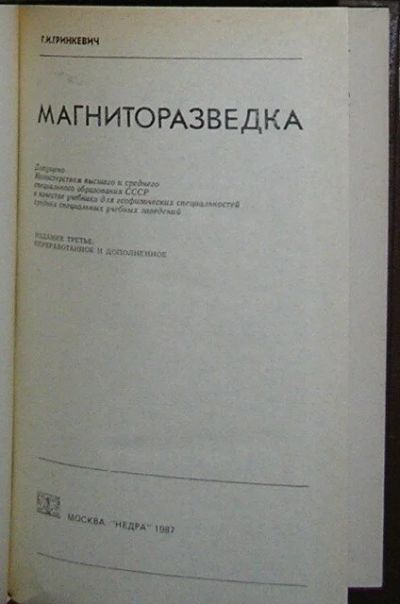 Г.И.ГРИНКЕВИЧ
МАГНИТОРАЗВЕДКА
Допущено
Министерством высшего и среднего
специального образования СССР
в качестве учебника для геофизических специальностей
средних специальных учебных заведений
ИЗДАНИЕ ТРЕТЬЕ,
ПЕРЕРАБОТАННОЕ И ДОПОЛНЕННОЕ
МОСКВА "НЕДРА" 1987